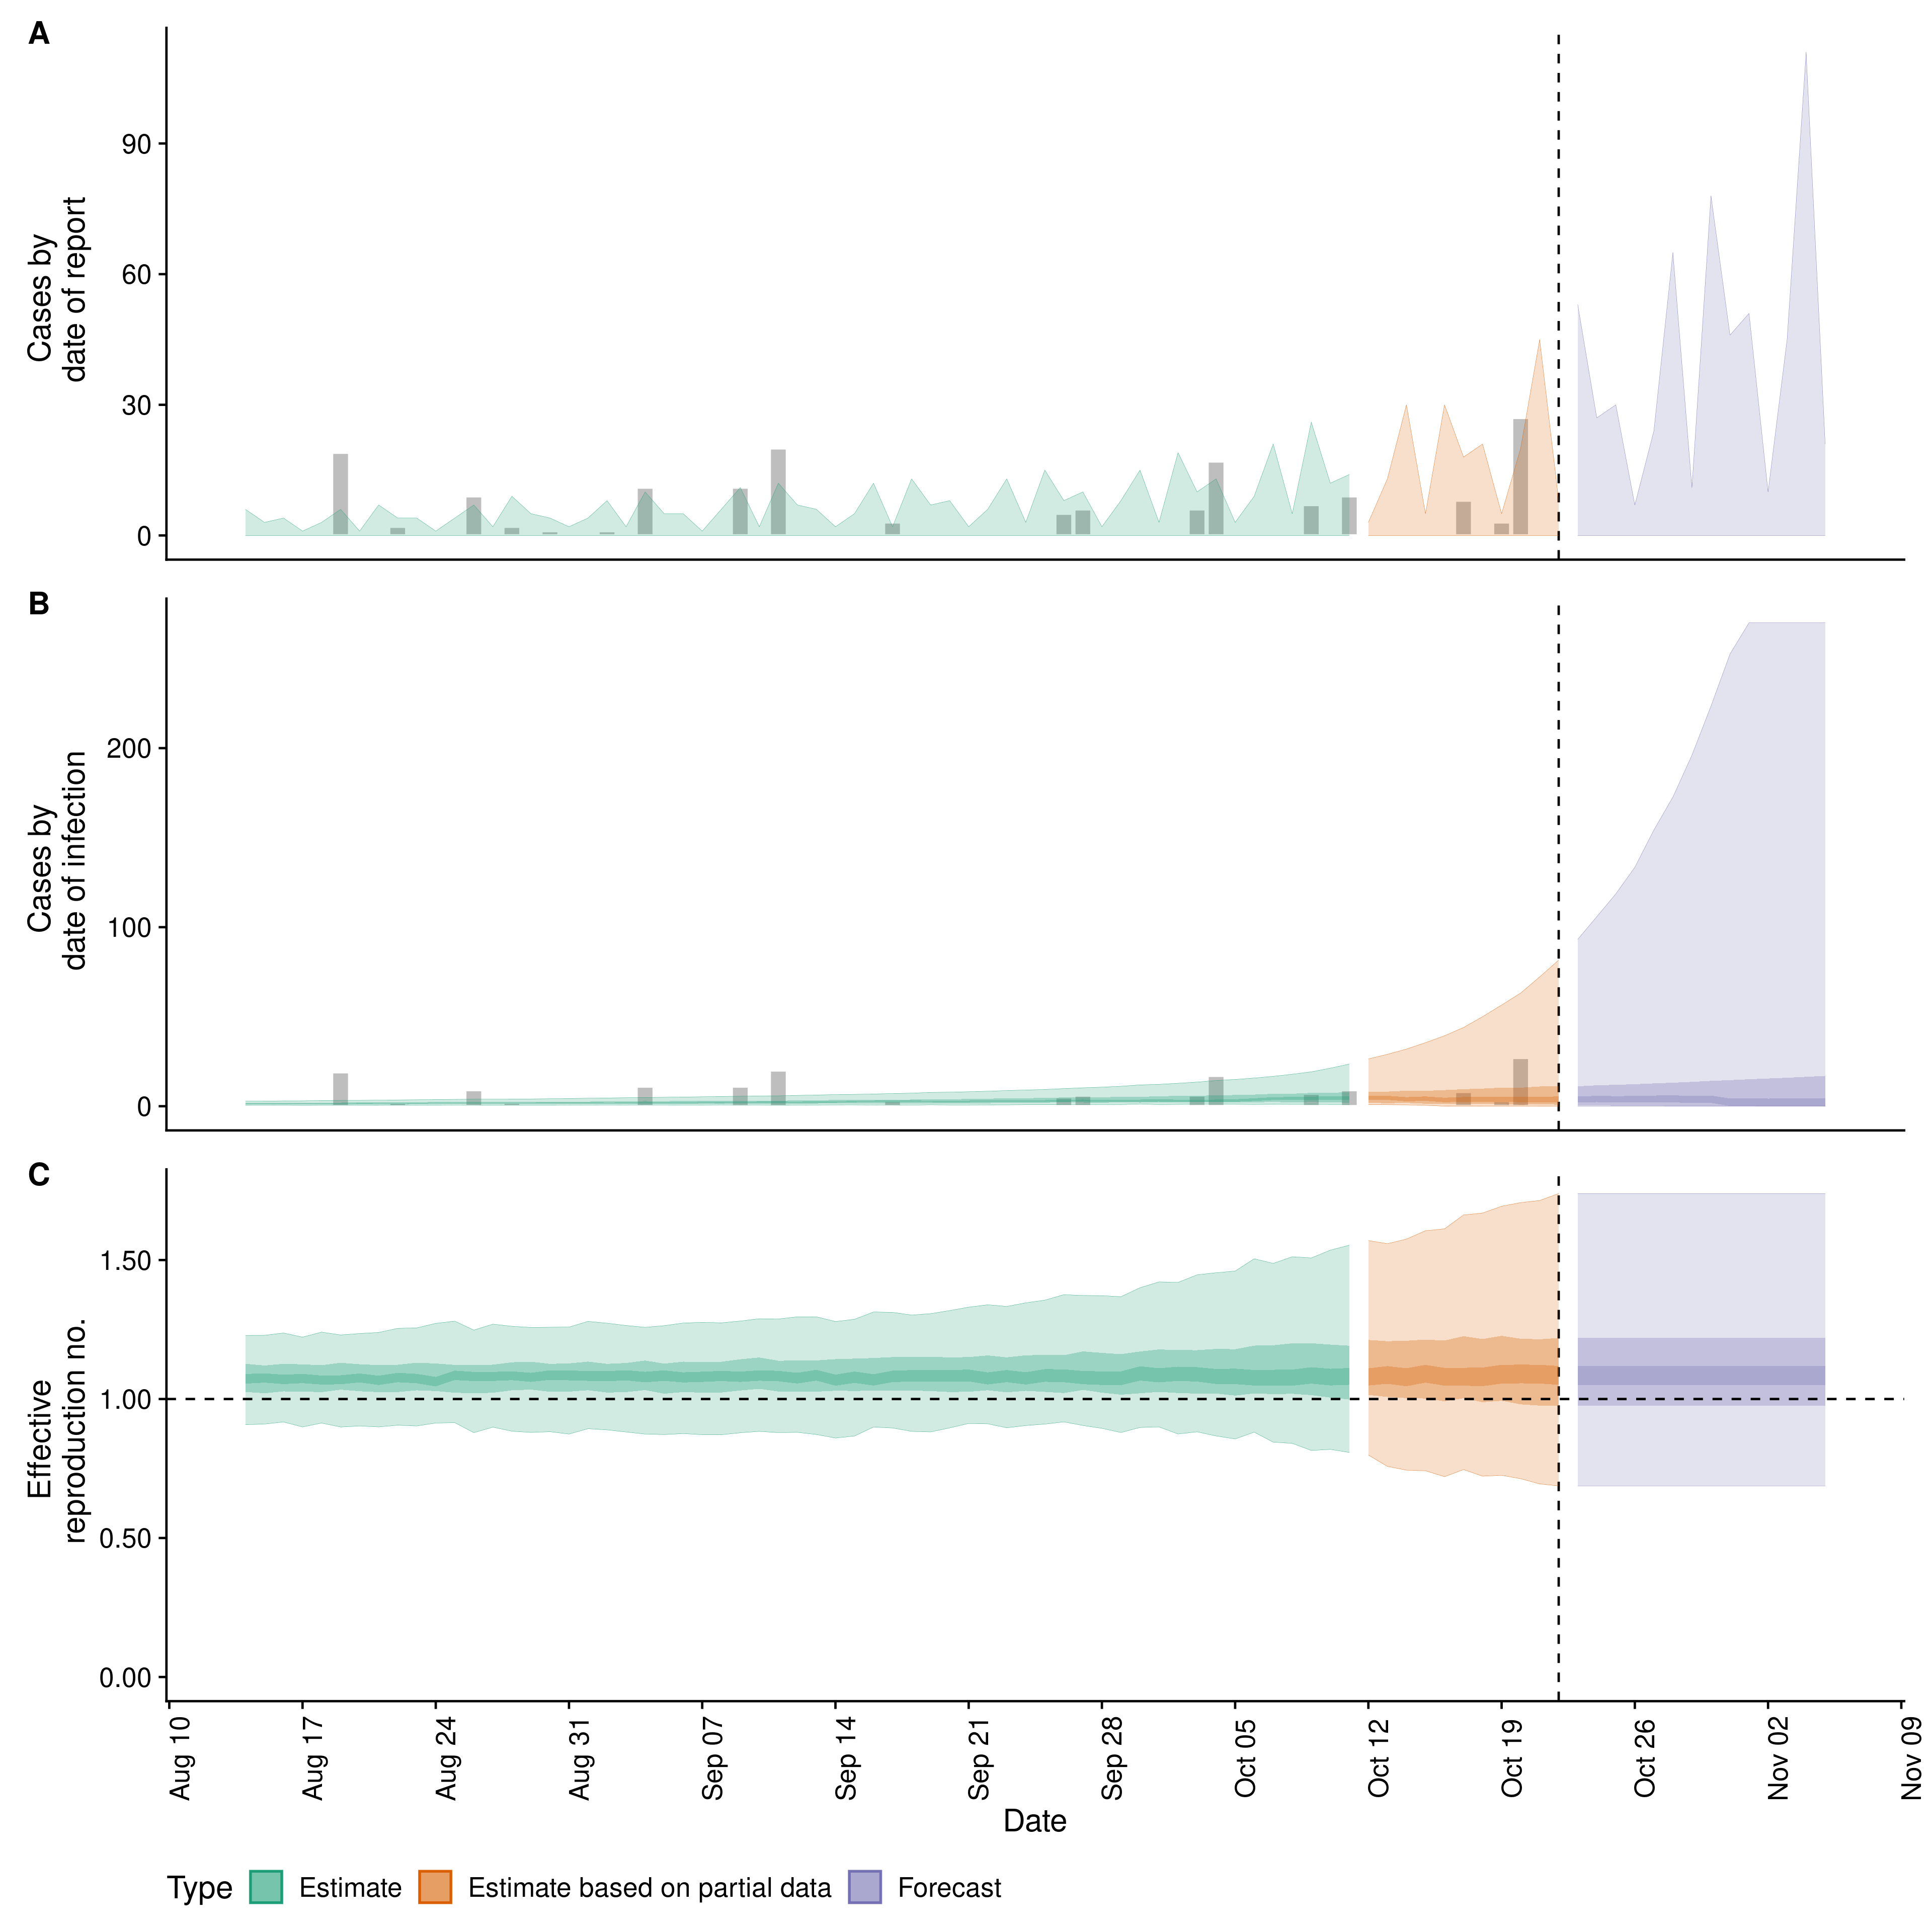 A
Cases by
date of report
90
60
30
0
B
Cases by
date of infection
200
100
0
C
Effective
reproduction no.
1.50
1.00
0.50
0.00
Aug 10
Aug 17
Aug 24
Aug 31
Sep 07
Sep 14
Sep 21
Sep 28
Oct 05
Oct 12
Oct 19
Oct 26
Nov 02
Nov 09
Date
Type Estimate Estimate based on partial data Forecast